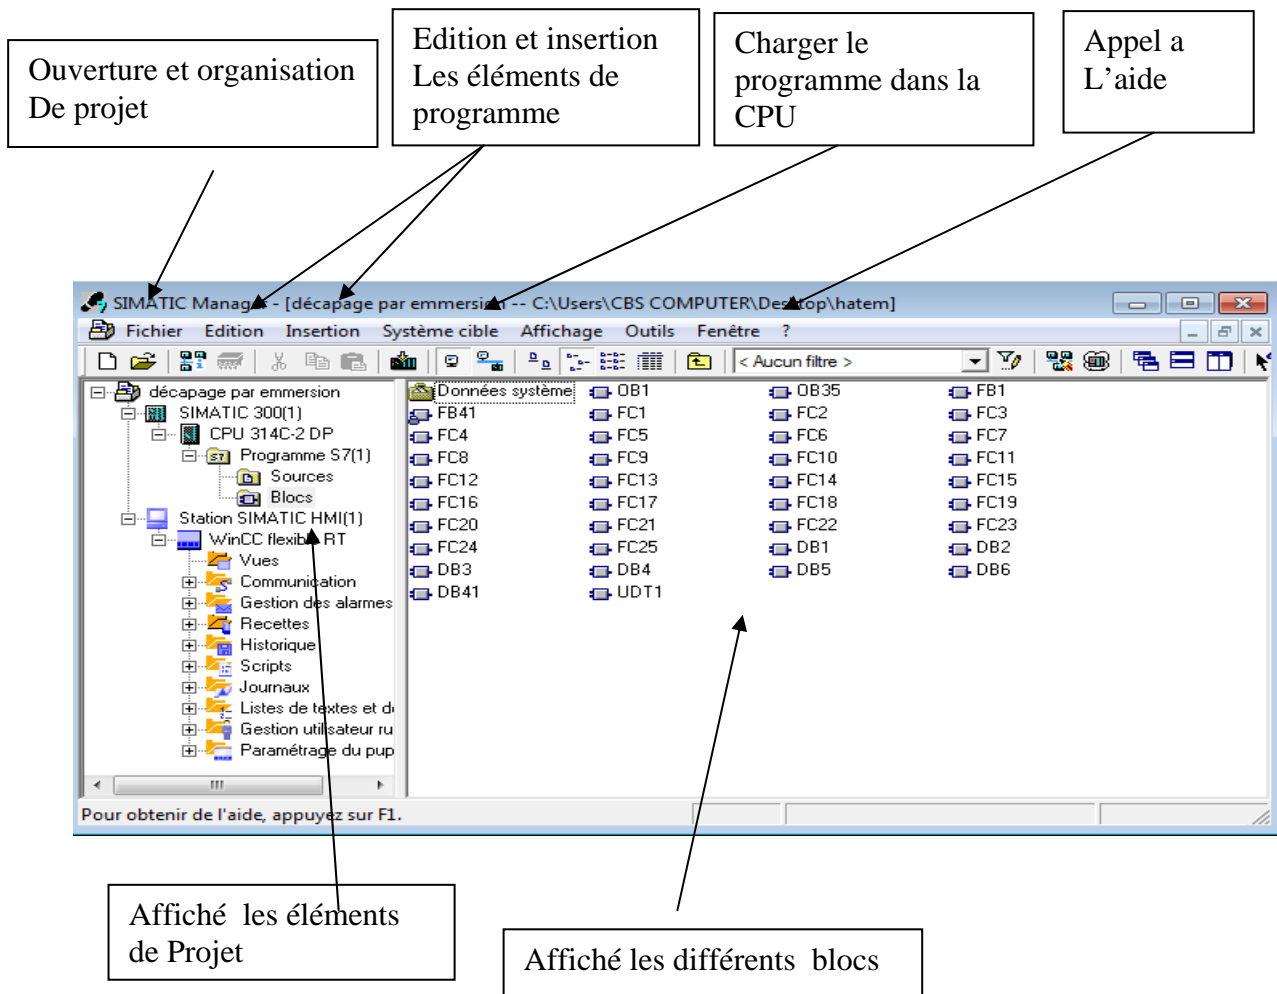 Ouverture et organisation
De projet
Edition et insertion
Les éléments de
programme
Charger le
programme dans la
CPU
Appel a
L’aide
SIMATIC Manager - [décapage par emmersion -- C:\Users\CBS COMPUTER\Desktop\hatem]
Fichier Edition Insertion Système cible Affichage Outils Fenêtre ?
< Aucun filtre >
décapage par emmersion
SIMATIC 300(1)
CPU 314C-2 DP
Programme S7(1)
Sources
Blocs
Station SIMATIC HMI(1)
WinCC flexible RT
Vues
Communication
Gestion des alarmes
Recettes
Historique
Scripts
Journaux
Listes de textes et d
Gestion utilisateur ru
Paramétrage du pup
Données système OB1 OB35 FB1
FB41 FC1 FC2 FC3
FC4 FC5 FC6 FC7
FC8 FC9 FC10 FC11
FC12 FC13 FC14 FC15
FC16 FC17 FC18 FC19
FC20 FC21 FC22 FC23
FC24 FC25 DB1 DB2
DB3 DB4 DB5 DB6
DB41 UDT1
Pour obtenir de l'aide, appuyez sur F1.
Affiché les éléments
de Projet
Affiché les différents blocs